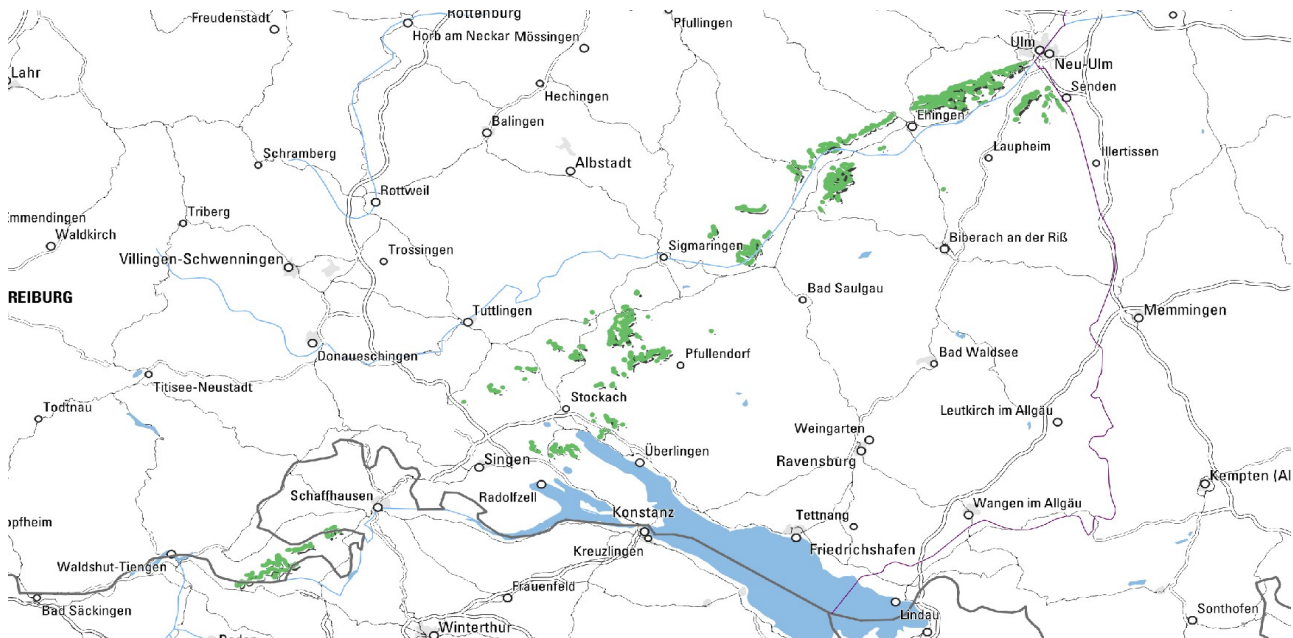 Freudenstadt
Rottenburg
Horb am Neckar
Mössingen
Pfullingen
Ulm
Neu-Ulm
Lahr
Hechingen
Senden
Balingen
Ehingen
Schramberg
Albstadt
Laupheim
Illertissen
Rottweil
Emmendingen
Triberg
Waldkirch
Villingen-Schwenningen
Trossingen
Sigmaringen
Biberach an der Riß
REIBURG
Bad Saulgau
Tuttlingen
Memmingen
Donaueschingen
Pfullendorf
Bad Waldsee
Titisee-Neustadt
Todtnau
Stockach
Leutkirch im Allgäu
Weingarten
Überlingen
Ravensburg
Singen
Radolfzell
Kempten (Al
Schaffhausen
Konstanz
Wangen im Allgäu
opfheim
Tettnang
Kreuzlingen
Friedrichshafen
Waldshut-Tiengen
Frauenfeld
Bad Säckingen
Lindau
Sonthofen
Winterthur